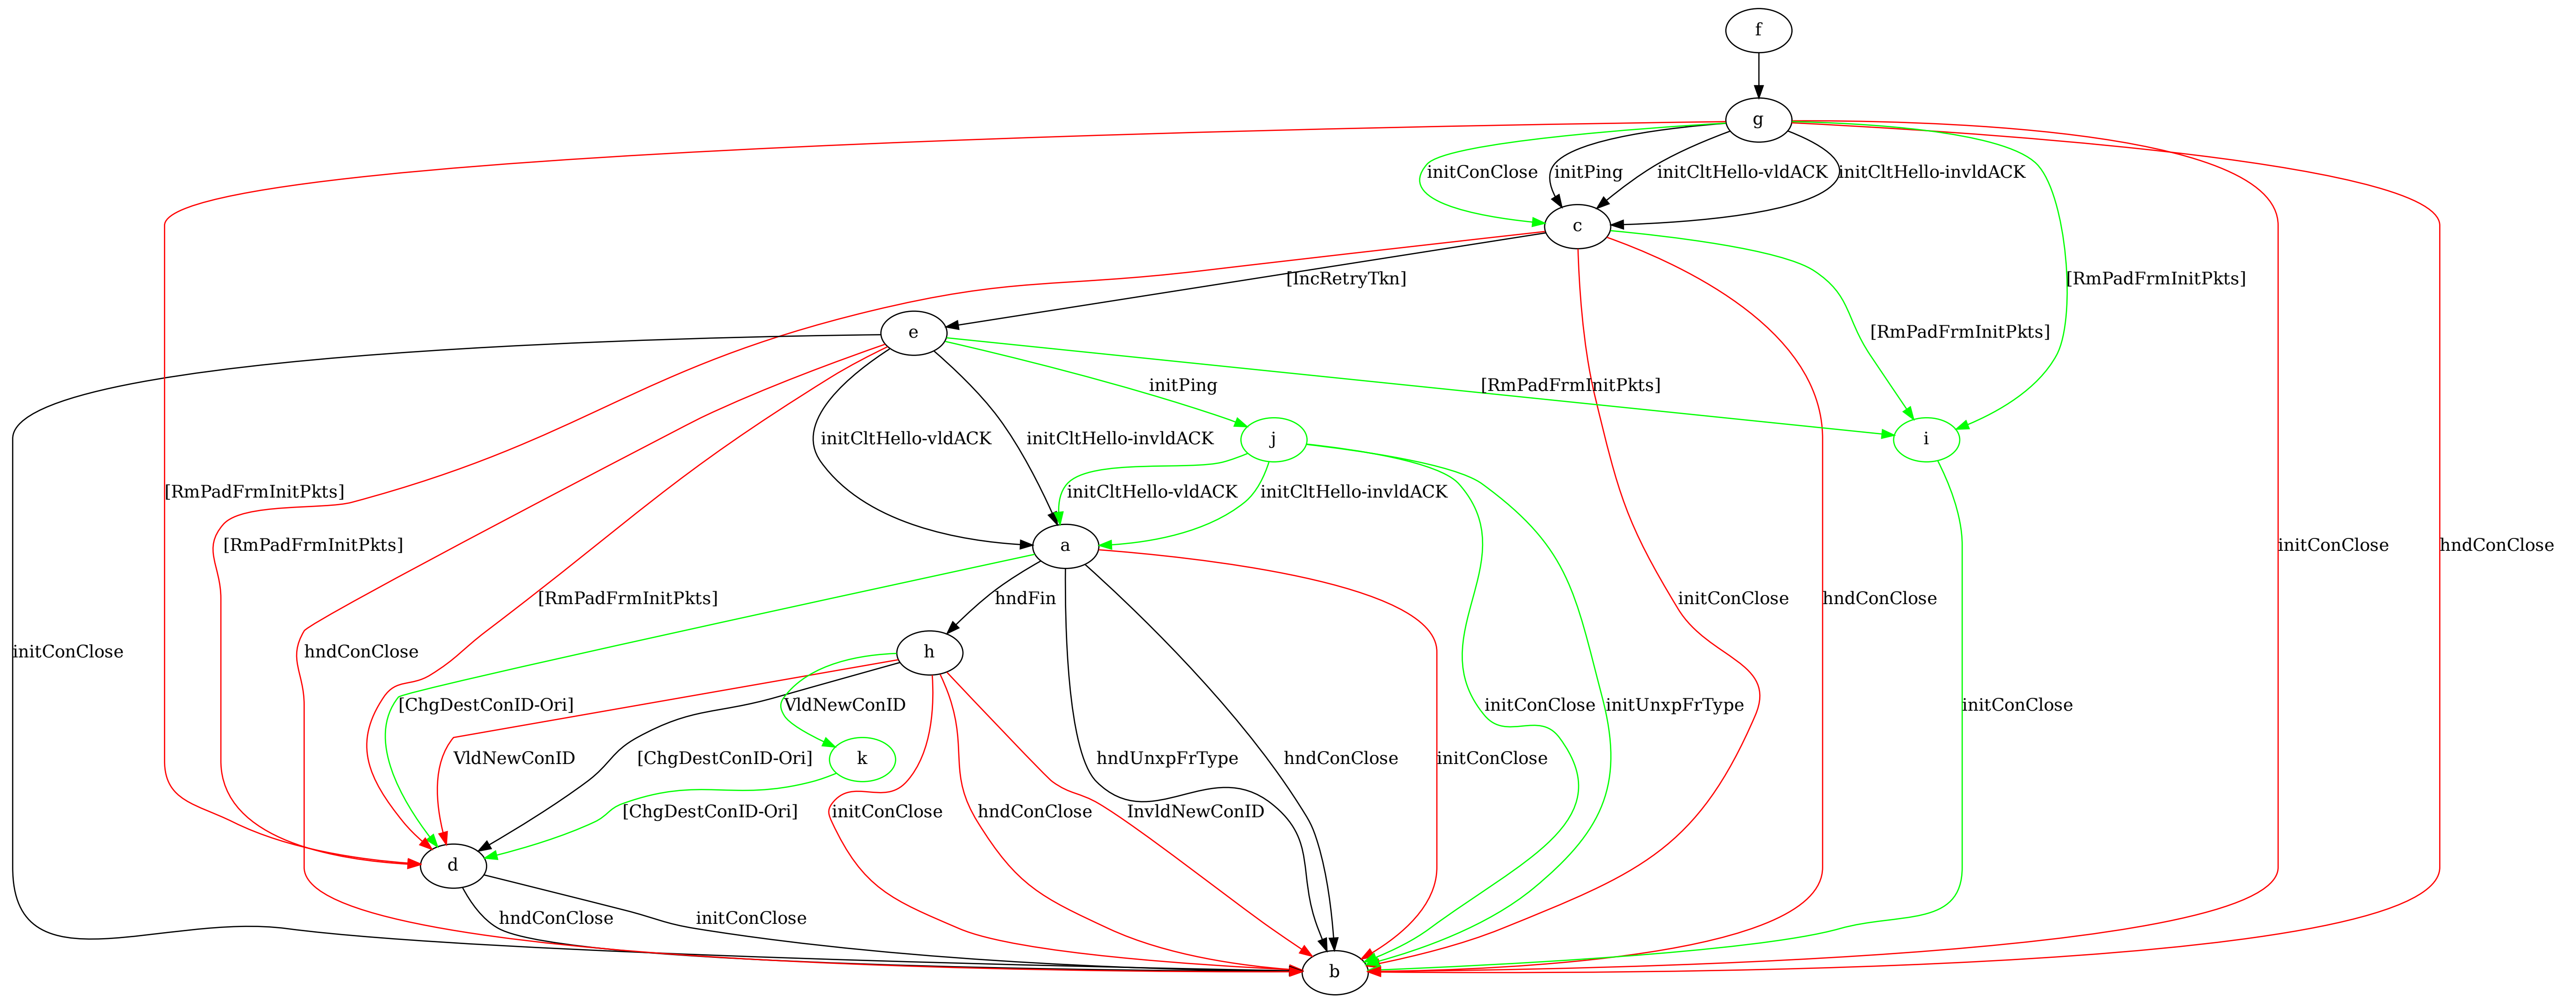 f
g
initConClose
initPing
initCltHello-vldACK
initCltHello-invldACK
c
[IncRetryTkn]
[RmPadFrmInitPkts]
e
[RmPadFrmInitPkts]
initPing
[RmPadFrmInitPkts]
initCltHello-vldACK
initCltHello-invldACK
j
i
[RmPadFrmInitPkts]
initCltHello-vldACK
initCltHello-invldACK
[RmPadFrmInitPkts]
a
initConClose
hndConClose
[RmPadFrmInitPkts]
hndFin
initConClose
hndConClose
initConClose
hndConClose
h
[ChgDestConID-Ori]
VldNewConID
initConClose
initUnxpFrType
initConClose
VldNewConID
[ChgDestConID-Ori]
k
hndUnxpFrType
hndConClose
initConClose
[ChgDestConID-Ori]
initConClose
hndConClose
InvldNewConID
d
hndConClose
initConClose
b